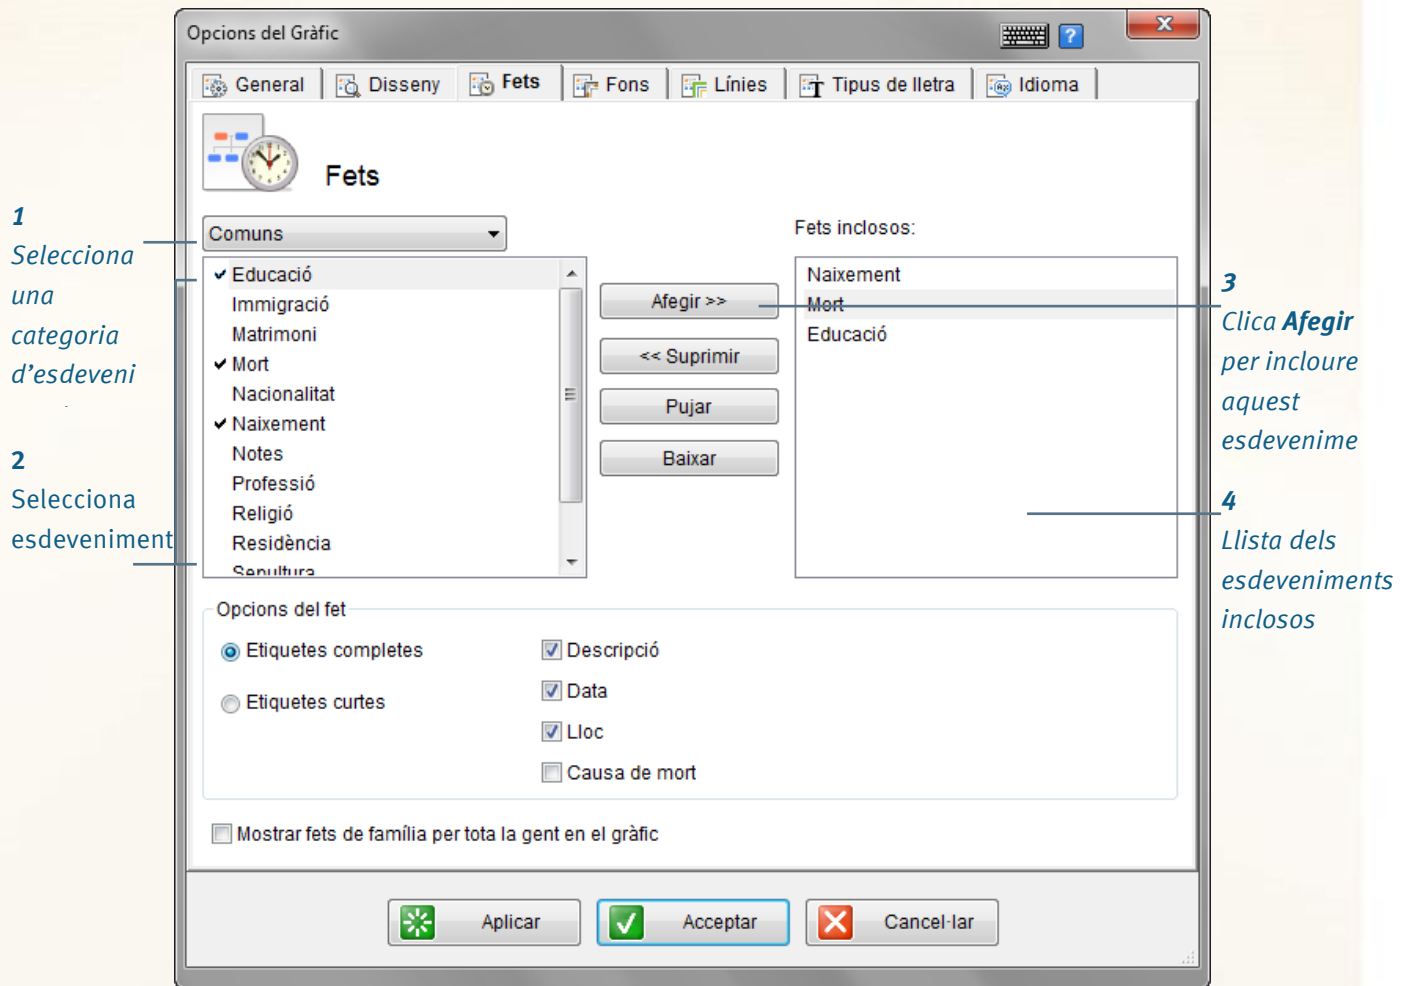 Opcions del Gràfic
?
X
General
Disseny
Fets
Fons
Línies
Tipus de lletra
Idioma
Fets
1
Selecciona
una
categoria
d'esdeveni
2
Selecciona
esdeveniment
Comuns
Educació
Immigració
Matrimoni
Mort
Nacionalitat
Naixement
Notes
Professió
Religió
Residència
Sepultura
Afegir >>
<< Suprimir
Pujar
Baixar
Fets inclosos:
Naixement
Mort
Educació
3
Clica Afegir
per incloure
aquest
esdevenime
4
Llista dels
esdeveniments
inclosos
Opcions del fet
Etiquetes completes
Etiquetes curtes
Descripció
Data
Lloc
Causa de mort
Mostrar fets de família per tota la gent en el gràfic
Aplicar
Acceptar
Cancel·lar